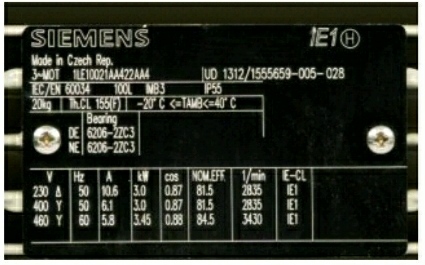 SIEMENS IE1 H
Made in Czech Rep.
3~MOT 1LE10021AA422AA4 UD 1312/1555659-005-028
IEC/EN 60034 100L IMB3 IP55
20kg Th.CL 155(F) -20° C <=TAMB<=40° C
Bearing
DE 6206-2ZC3
NE 6206-2ZC3
V Hz A kW cos NOM.EFF 1/min IE-CL
230 Δ 50 10.6 3.0 0.87 81.5 2835 IE1
400 Y 50 6.1 3.0 0.87 81.5 2835 IE1
460 Y 60 5.8 3.45 0.88 84.5 3430 IE1